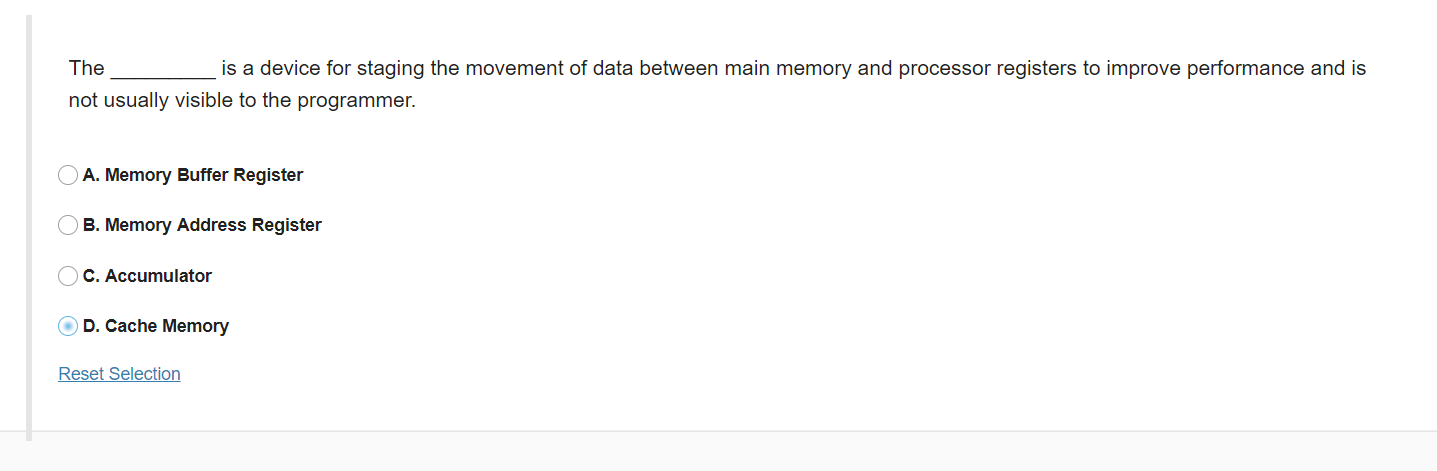 The __________ is a device for staging the movement of data between main memory and processor registers to improve performance and is
not usually visible to the programmer.
A. Memory Buffer Register
B. Memory Address Register
C. Accumulator
D. Cache Memory
Reset Selection